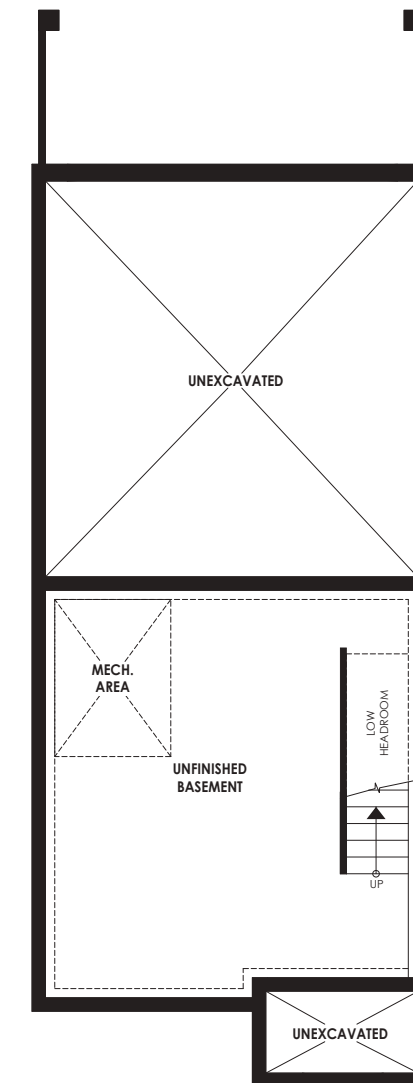 UNEXCAVATED
MECH.
AREA
LOW
HEADROOM
UNFINISHED
BASEMENT
UP
UNEXCAVATED